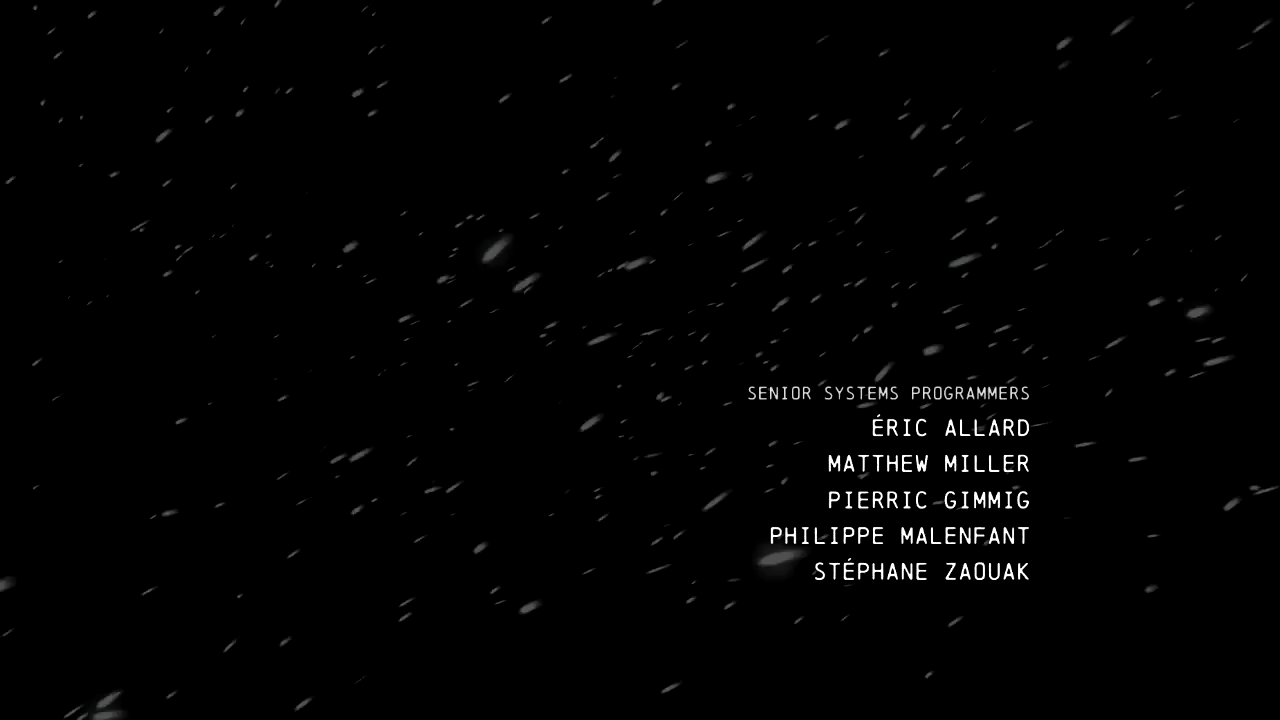 SENIOR SYSTEMS PROGRAMMERS
ÉRIC ALLARD
MATTHEW MILLER
PIERRIC GIMMIG
PHILIPPE MALENFANT
STÉPHANE ZAOUAK